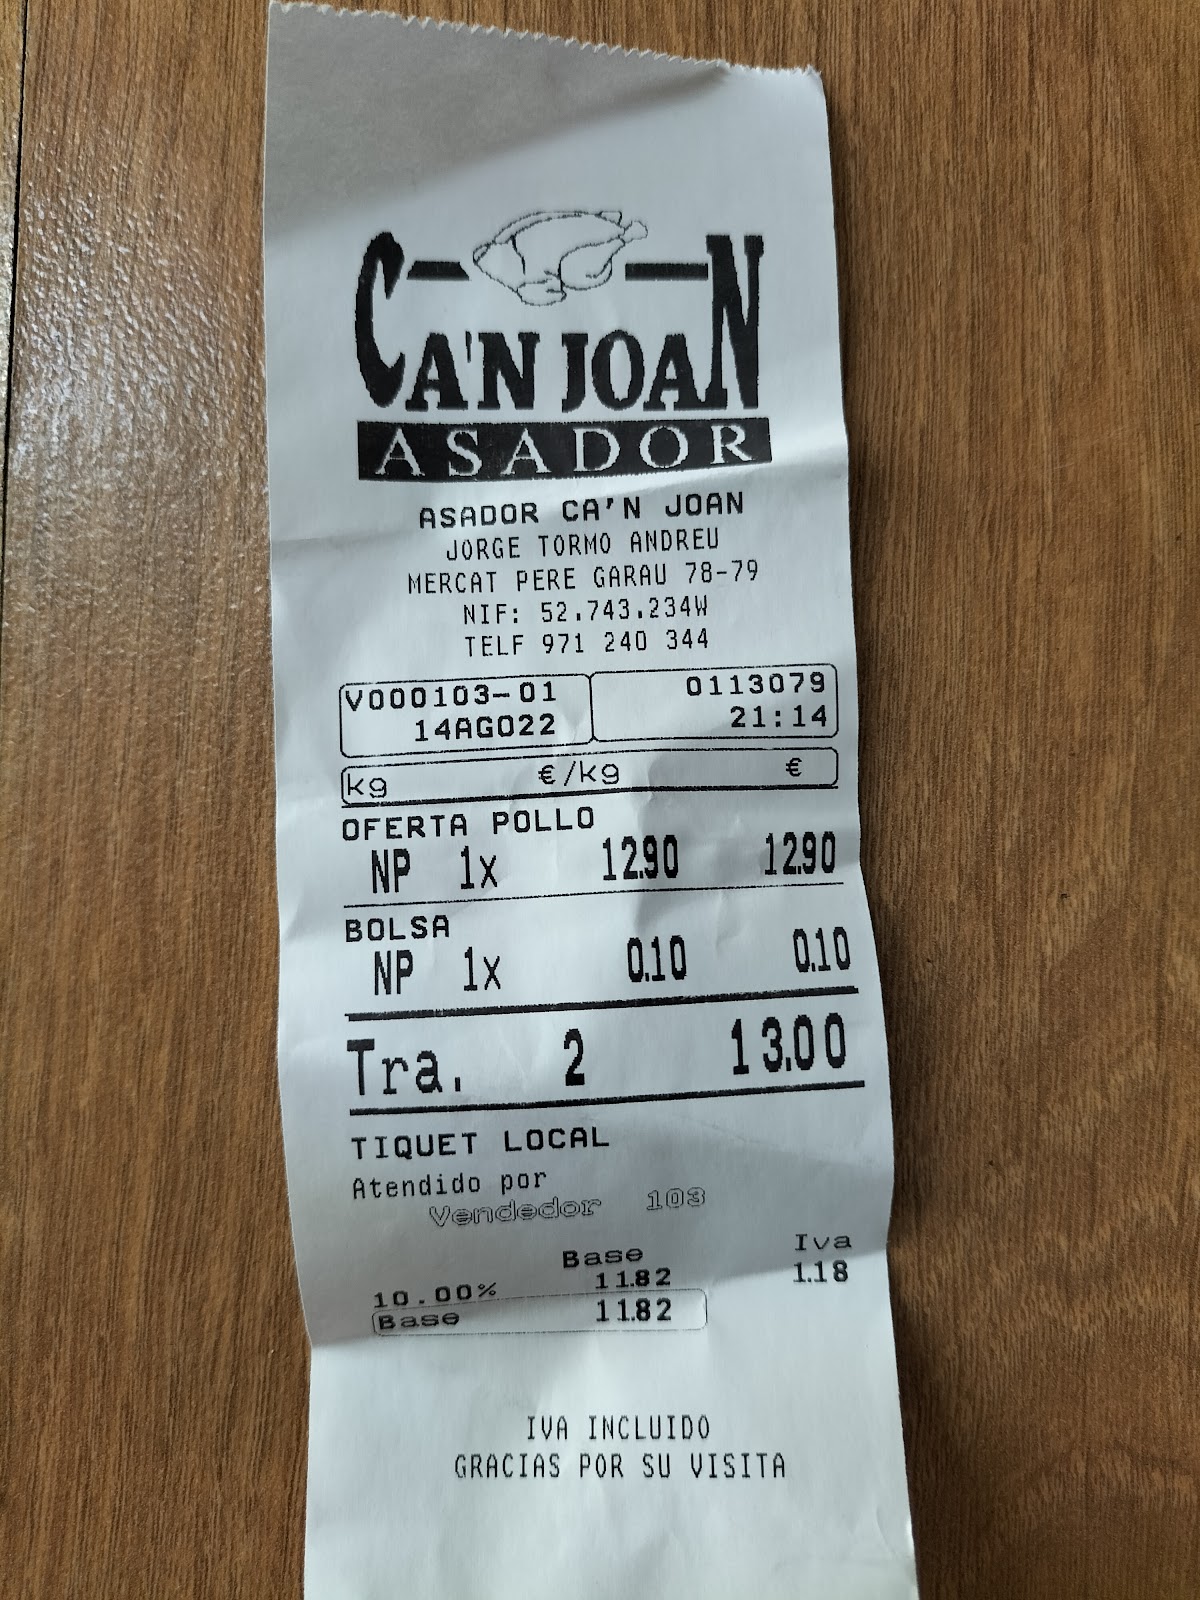 CA'N JOAN
ASADOR
ASADOR CA'N JOAN
JORGE TORMO ANDREU
MERCAT PERE GARAU 78-79
NIF: 52.743.234W
TELF 971 240 344
V000103-01 0113079
14AGO22 21:14
kg €/kg €
OFERTA POLLO
NP 1x 12.90 12.90
BOLSA
NP 1x 0.10 0.10
Tra. 2 13.00
TIQUET LOCAL
Atendido por
Vendedor 103
Base Iva
10.00% 11.82 1.18
Base 11.82
IVA INCLUIDO
GRACIAS POR SU VISITA